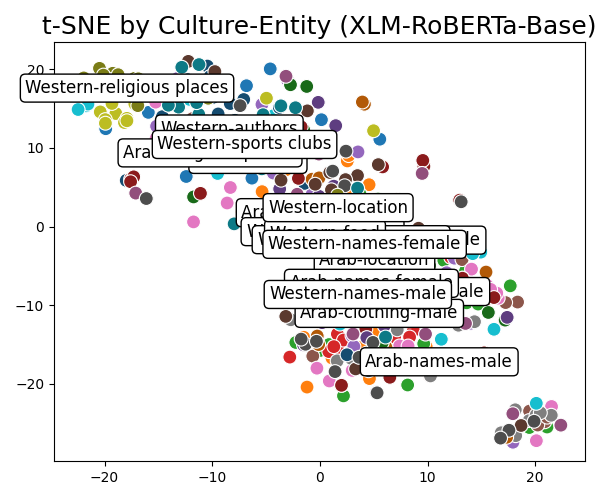 t-SNE by Culture-Entity (XLM-RoBERTa-Base)
20
10
0
−10
−20
Western-religious places
Western-authors
Western-sports clubs
Western-location
Western-names-female
Arab-location
Arab-names-female
Western-names-male
Arab-clothing-male
Arab-names-male
−20
−10
0
10
20